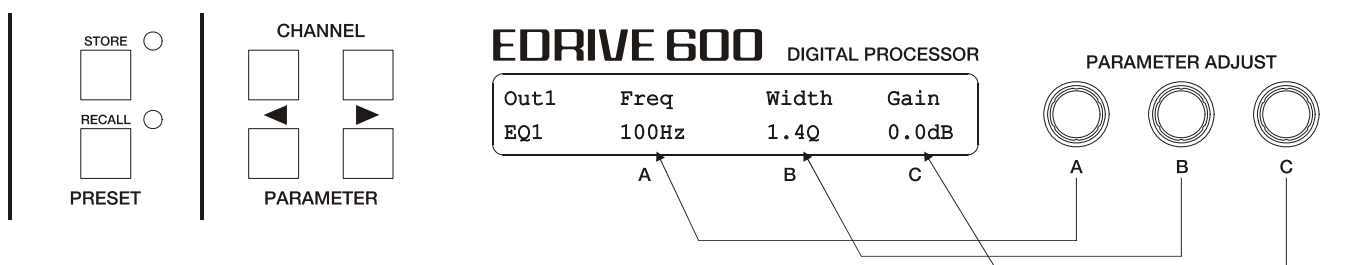 STORE
RECALL
PRESET
CHANNEL
PARAMETER
EDRIVE 600 DIGITAL PROCESSOR
Out1 Freq Width Gain
EQ1 100Hz 1.4Q 0.0dB
A B C
PARAMETER ADJUST
A B C